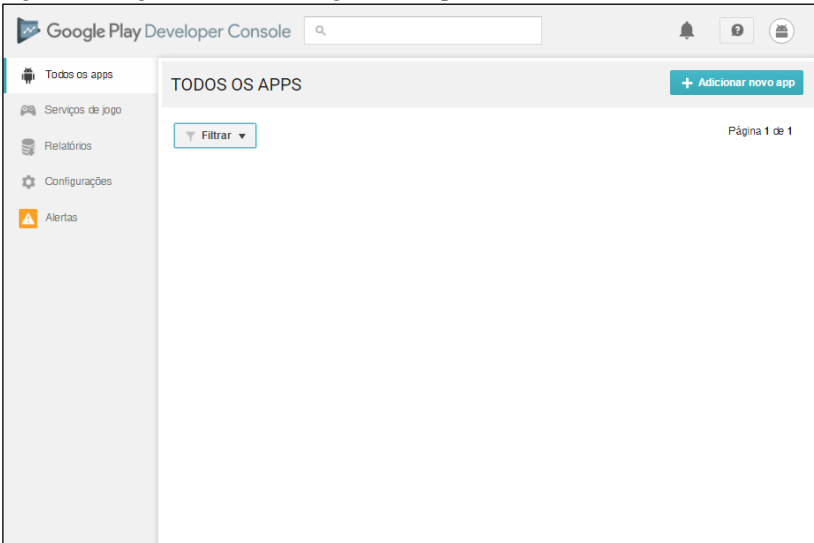 Google Play Developer Console
Todos os apps
Serviços de jogo
Relatórios
Configurações
Alertas
TODOS OS APPS
+ Adicionar novo app
Filtrar
Página 1 de 1